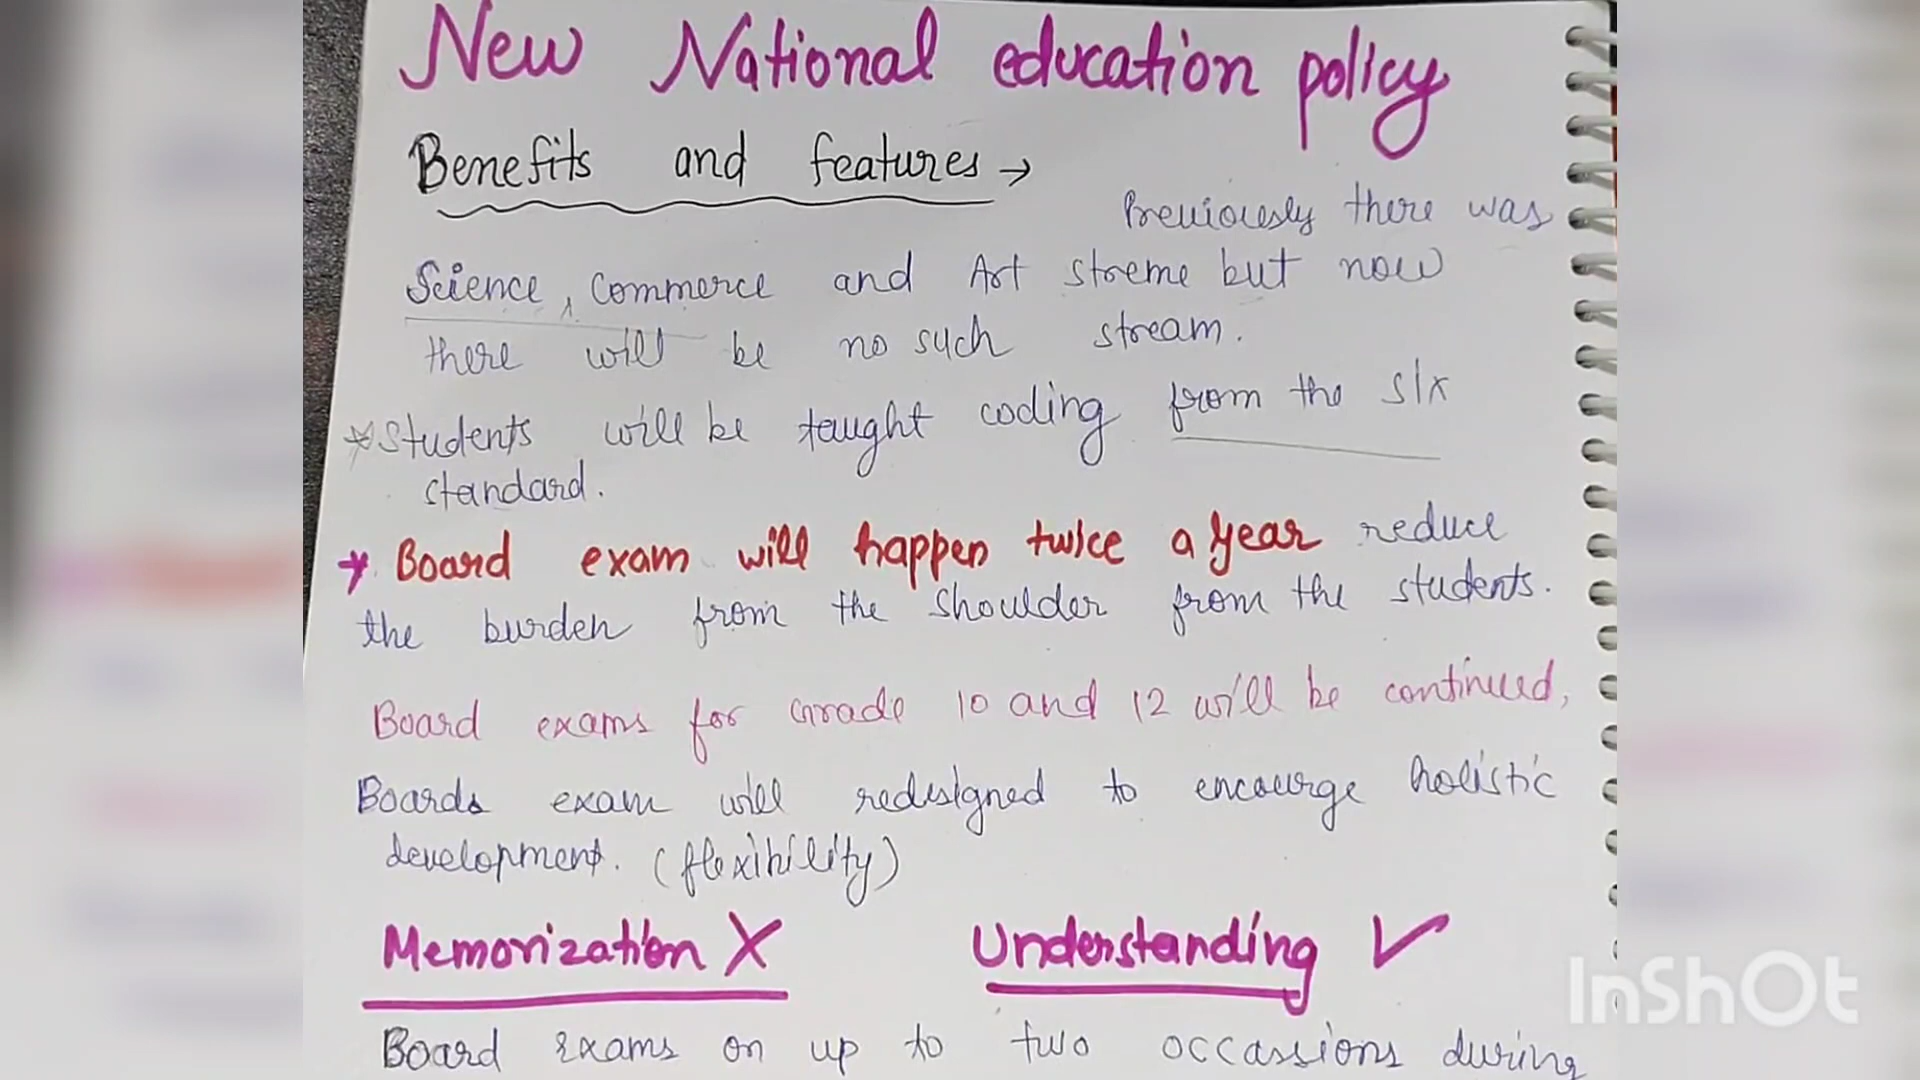 New National education policy
Benefits and features →
Previously there was
Science, Commerce and Art streme but now
there will be no such stream.
* Students will be taught coding from the six
standard.
* Board exam will happen twice a year reduce
the burden from the shoulder from the students.
Board exams for Grade 10 and 12 will be continued,
Boards exam will redisigned to encourge holistic
development. (flexibility)
Memorization X Understanding ✓
Board exams on up to two occassions during
InShOt